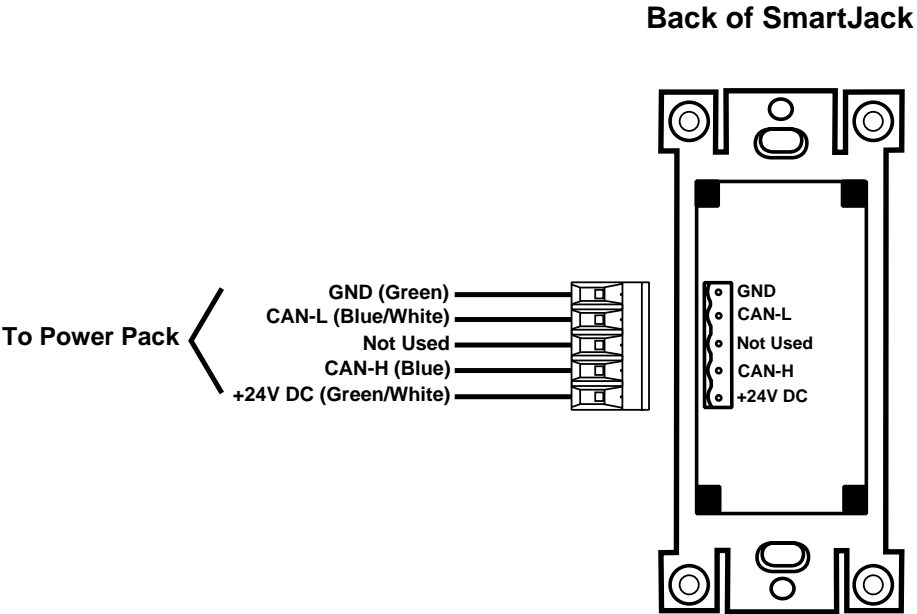 Back of SmartJack
To Power Pack
GND (Green)
CAN-L (Blue/White)
Not Used
CAN-H (Blue)
+24V DC (Green/White)
GND
CAN-L
Not Used
CAN-H
+24V DC